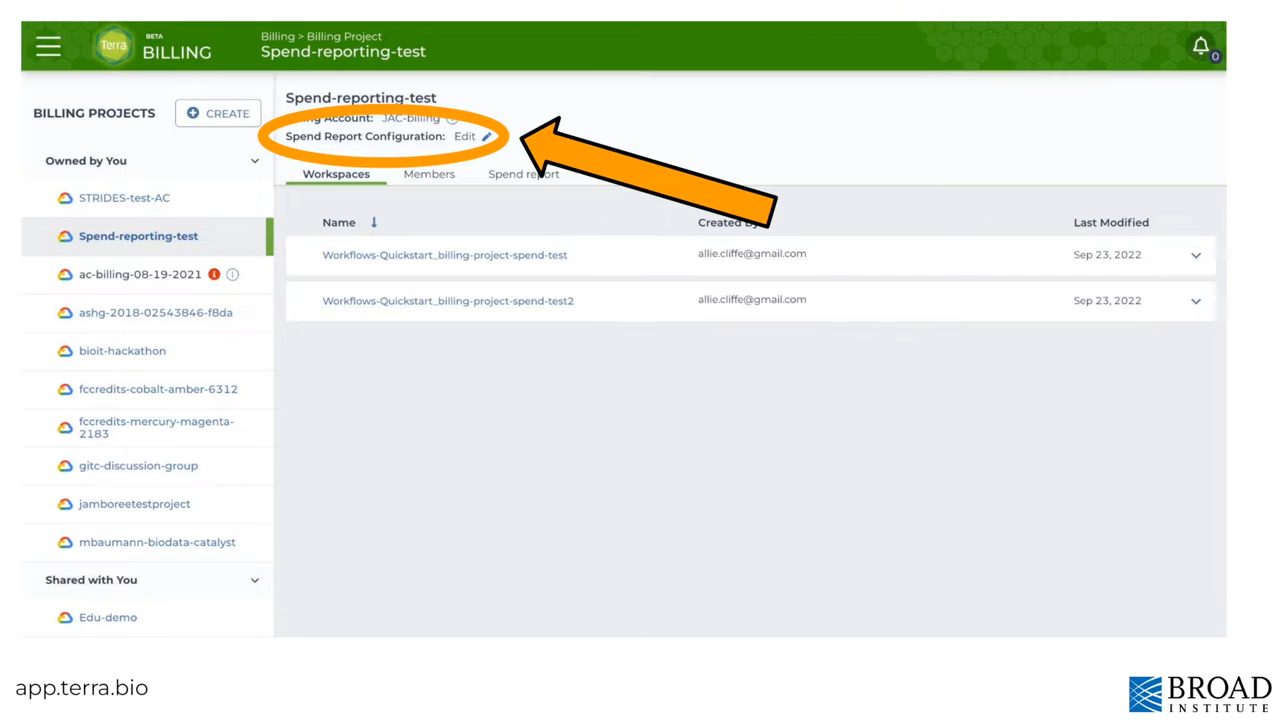 Terra
BETA
BILLING
Billing > Billing Project
Spend-reporting-test
0
BILLING PROJECTS
CREATE
Owned by You
STRIDES-test-AC
Spend-reporting-test
ac-billing-08-19-2021
ashg-2018-02543846-f8da
bioit-hackathon
fccredits-cobalt-amber-6312
fccredits-mercury-magenta-
2183
gitc-discussion-group
jamboreetestproject
mbaumann-biodata-catalyst
Shared with You
Edu-demo
Spend-reporting-test
Account: JAC-billing
Spend Report Configuration: Edit
Workspaces Members Spend report
Name Created By Last Modified
Workflows-Quickstart_billing-project-spend-test allie.cliffe@gmail.com Sep 23, 2022
Workflows-Quickstart_billing-project-spend-test2 allie.cliffe@gmail.com Sep 23, 2022
app.terra.bio
BROAD
INSTITUTE